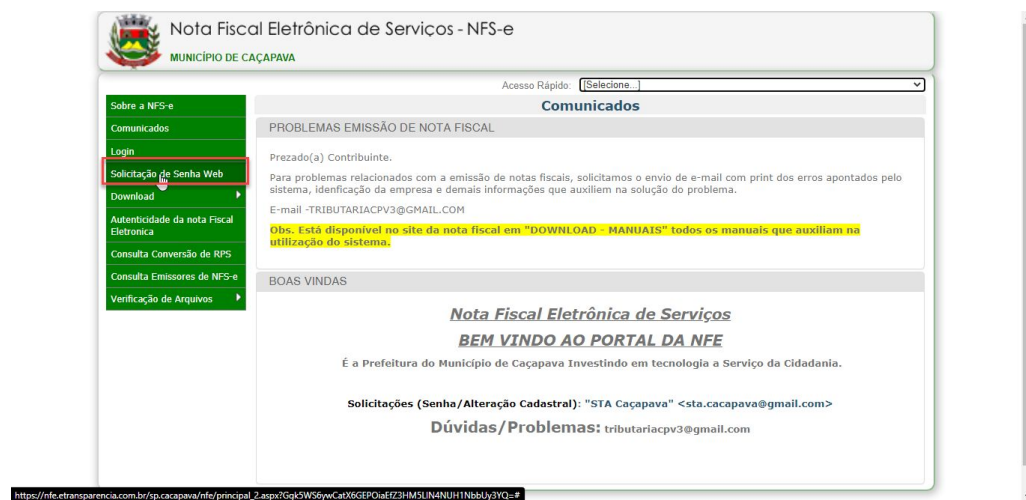 Nota Fiscal Eletrônica de Serviços - NFS-e
MUNICÍPIO DE CAÇAPAVA
Acesso Rápido: [Selecione...]
Sobre a NFS-e
Comunicados
Login
Solicitação de Senha Web
Download
Autenticidade da nota Fiscal
Eletronica
Consulta Conversão de RPS
Consulta Emissores de NFS-e
Verificação de Arquivos
Comunicados
PROBLEMAS EMISSÃO DE NOTA FISCAL
Prezado(a) Contribuinte.
Para problemas relacionados com a emissão de notas fiscais, solicitamos o envio de e-mail com print dos erros apontados pelo
sistema, idenficação da empresa e demais informações que auxiliem na solução do problema.
E-mail -TRIBUTARIACPV3@GMAIL.COM
Obs. Está disponível no site da nota fiscal em "DOWNLOAD - MANUAIS" todos os manuais que auxiliam na
utilização do sistema.
BOAS VINDAS
Nota Fiscal Eletrônica de Serviços
BEM VINDO AO PORTAL DA NFE
É a Prefeitura do Município de Caçapava Investindo em tecnologia a Serviço da Cidadania.
Solicitações (Senha/Alteração Cadastral): "STA Caçapava" <sta.cacapava@gmail.com>
Dúvidas/Problemas: tributariacpv3@gmail.com
https://nfe.etransparencia.com.br/sp.cacapava/nfe/principal_2.aspx?Gqk5WS6ywCatX6GEPOiaEfZ3HM5LlN4NUH1NbbUy3YQ=#